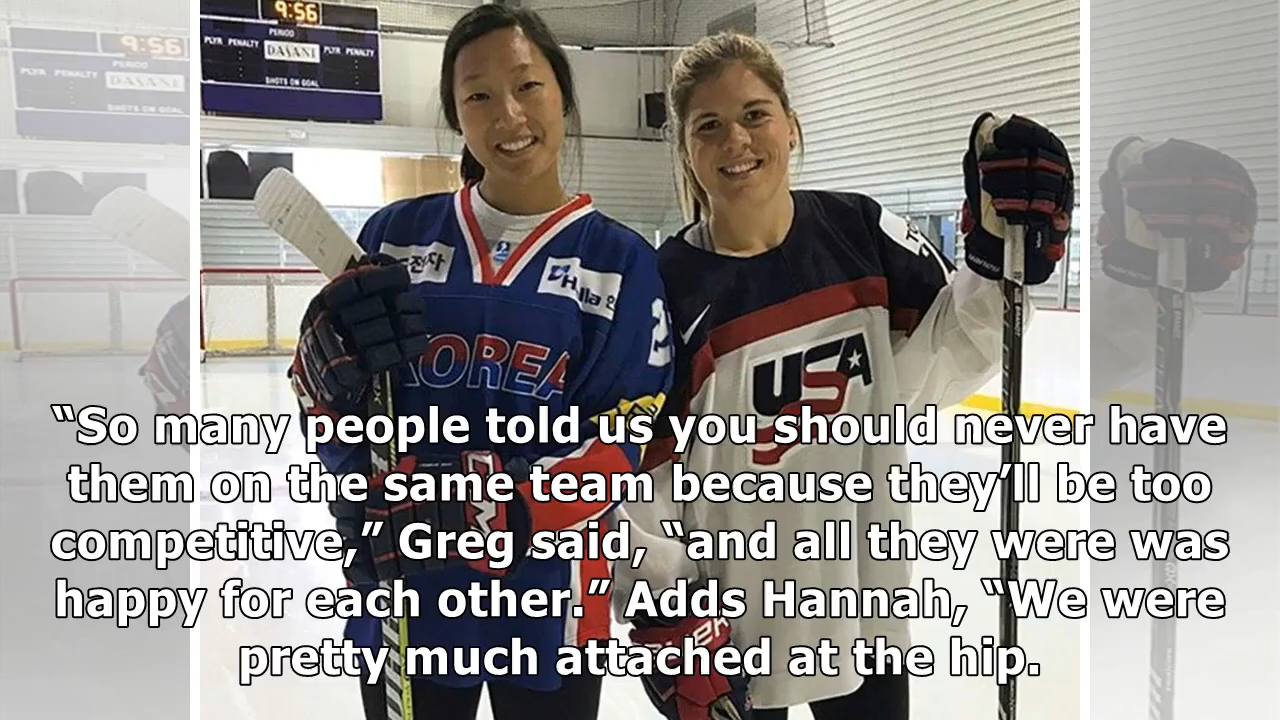 9:56
PERIOD
PLYR PENALTY DASANI PLYR PENALTY
SHOTS ON GOAL
KOREA
USA
“So many people told us you should never have
them on the same team because they’ll be too
competitive,” Greg said, “and all they were was
happy for each other.” Adds Hannah, “We were
pretty much attached at the hip.